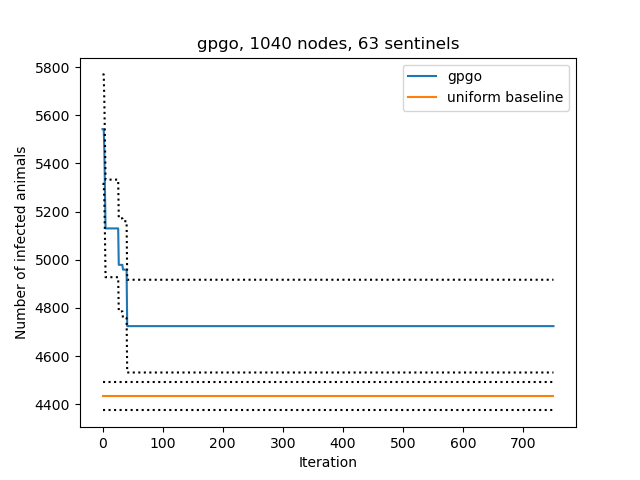 gpgo, 1040 nodes, 63 sentinels
gpgo
uniform baseline
5800
5600
5400
5200
5000
4800
4600
4400
Number of infected animals
0 100 200 300 400 500 600 700
Iteration